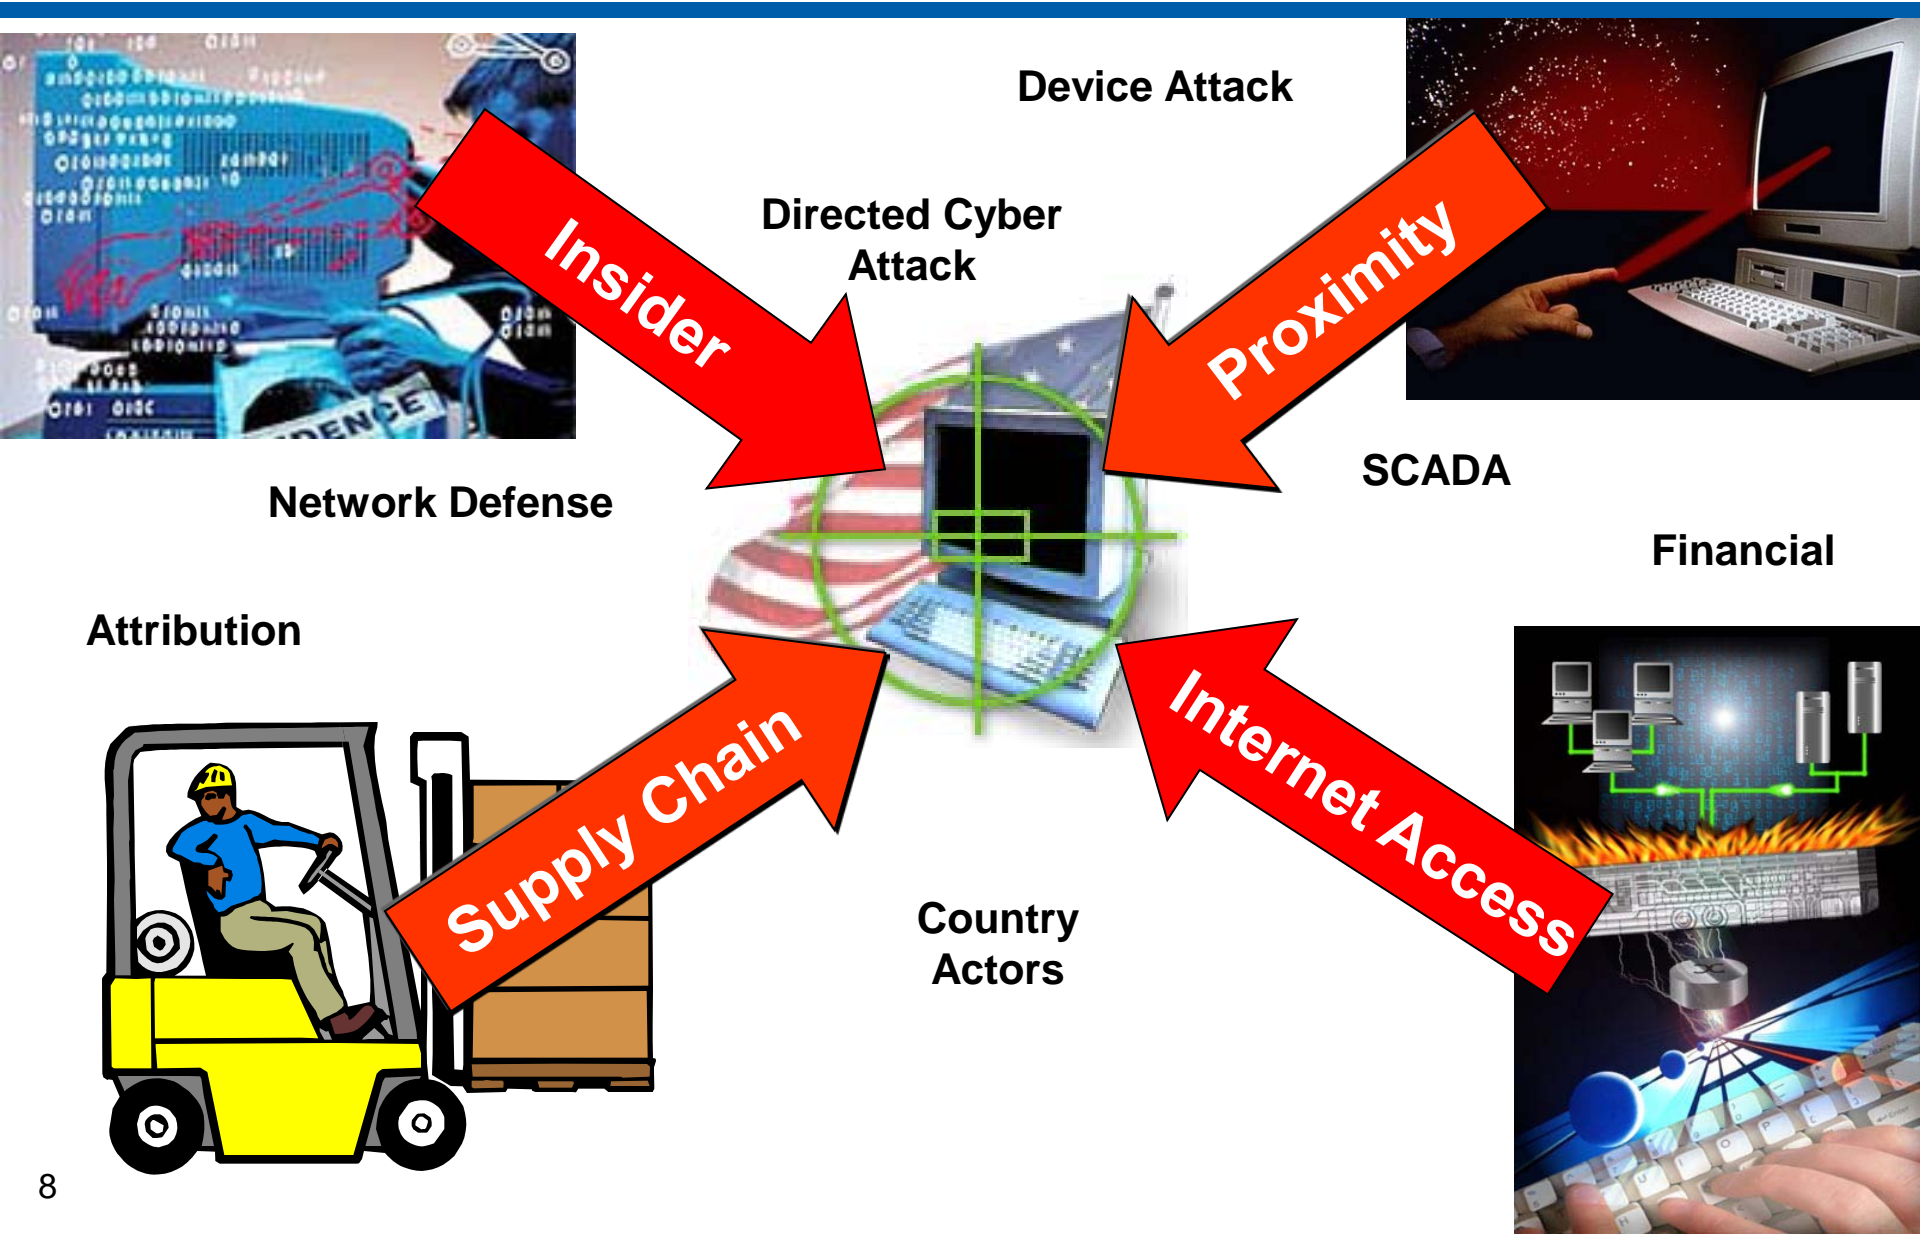 Device Attack
Directed Cyber
Attack
Insider
Proximity
SCADA
Network Defense
Financial
Attribution
Supply Chain
Internet Access
Country
Actors
8